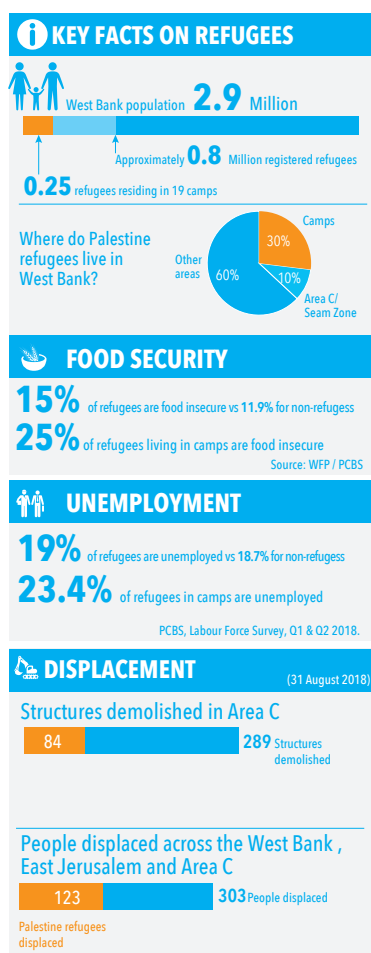 KEY FACTS ON REFUGEES
West Bank population 2.9 Million
Approximately 0.8 Million registered refugees
0.25 refugees residing in 19 camps
Where do Palestine
refugees live in
West Bank?
Camps
30%
Other
areas
60%
10%
Area C/
Seam Zone
FOOD SECURITY
15% of refugees are food insecure vs 11.9% for non-refugess
25% of refugees living in camps are food insecure
Source: WFP / PCBS
UNEMPLOYMENT
19% of refugees are unemployed vs 18.7% for non-refugess
23.4% of refugees in camps are unemployed
PCBS, Labour Force Survey, Q1 & Q2 2018.
DISPLACEMENT
(31 August 2018)
Structures demolished in Area C
84
289 Structures
demolished
People displaced across the West Bank ,
East Jerusalem and Area C
123
303 People displaced
Palestine refugees
displaced